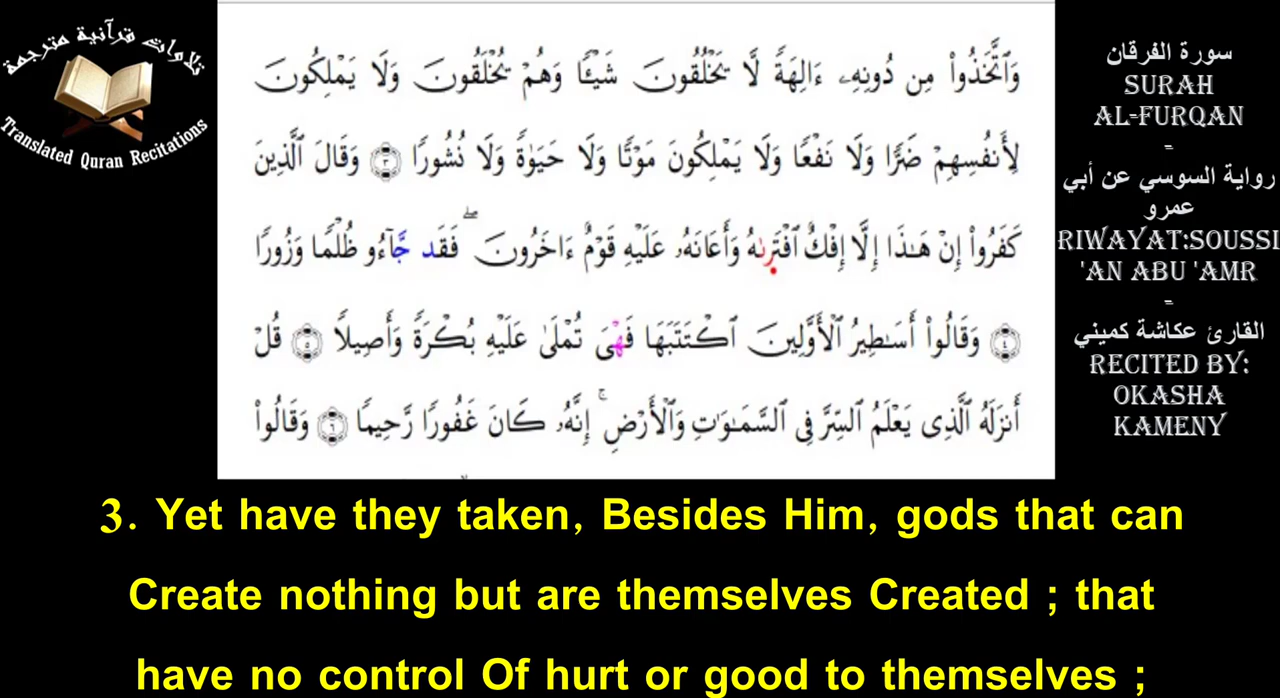 تلاوات قرآنية مترجمة
Translated Quran Recitations
وَٱتَّخَذُواْ مِن دُونِهِۦ ءَالِهَةٗ لَّا يَخْلُقُونَ شَيْـٔٗا وَهُمْ يُخْلَقُونَ وَلَا يَمْلِكُونَ
لِأَنفُسِهِمْ ضَرّٗا وَلَا نَفْعٗا وَلَا يَمْلِكُونَ مَوْتٗا وَلَا حَيَوٰةٗ وَلَا نُشُورٗا ٣ وَقَالَ ٱلَّذِينَ
كَفَرُواْ إِنْ هَٰذَا إِلَّا إِفْكٌ ٱفْتَرىٰهُ وَأَعَانَهُۥ عَلَيْهِ قَوْمٌ ءَاخَرُونَۖ فَقَد جَّآءُو ظُلْمٗا وَزُورٗا
٤ وَقَالُواْ أَسَٰطِيرُ ٱلْأَوَّلِينَ ٱكْتَتَبَهَا فَهْىَ تُمْلَىٰ عَلَيْهِ بُكْرَةٗ وَأَصِيلٗا ٥ قُلْ
أَنزَلَهُ ٱلَّذِى يَعْلَمُ ٱلسِّرَّ فِى ٱلسَّمَٰوَٰتِ وَٱلْأَرْضِۚ إِنَّهُۥ كَانَ غَفُورٗا رَّحِيمٗا ٦ وَقَالُواْ
سورة الفرقان
SURAH
AL-FURQAN
-
رواية السوسي عن أبي
عمرو
RIWAYAT:SOUSSI
'AN ABU 'AMR
-
القارئ عكاشة كميني
RECITED BY:
OKASHA
KAMENY
3. Yet have they taken, Besides Him, gods that can
Create nothing but are themselves Created ; that
have no control Of hurt or good to themselves ;